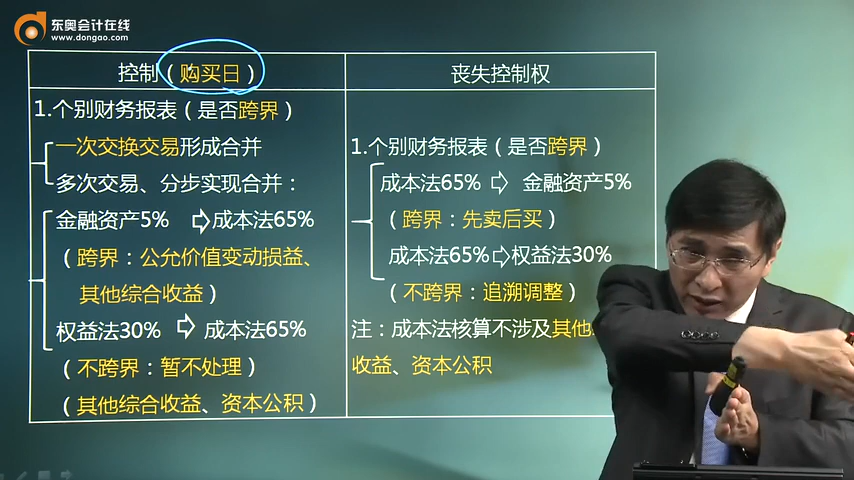 东奥会计在线
www.dongao.com
控制（购买日）
1.个别财务报表（是否跨界）
一次交换交易形成合并
多次交易、分步实现合并：
金融资产5% ⇨成本法65%
（跨界：公允价值变动损益、
其他综合收益）
权益法30% ⇨ 成本法65%
（不跨界：暂不处理）
（其他综合收益、资本公积）
丧失控制权
1.个别财务报表（是否跨界）
成本法65% ⇨ 金融资产5%
（跨界：先卖后买）
成本法65%⇨权益法30%
（不跨界：追溯调整）
注：成本法核算不涉及其他
收益、资本公积